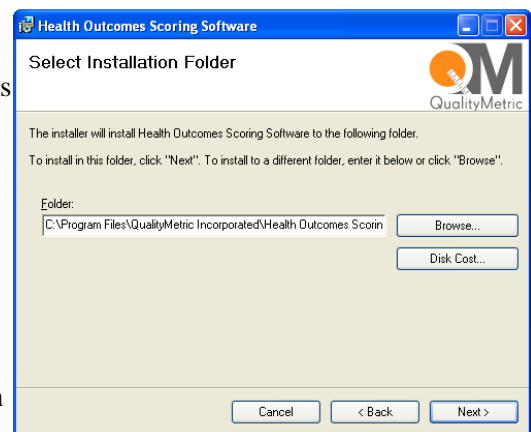 Health Outcomes Scoring Software
Select Installation Folder
QM
QualityMetric
s
The installer will install Health Outcomes Scoring Software to the following folder.
To install in this folder, click "Next". To install to a different folder, enter it below or click "Browse".
Folder:
C:\Program Files\QualityMetric Incorporated\Health Outcomes Scorin
Browse...
Disk Cost...
Cancel
< Back
Next >